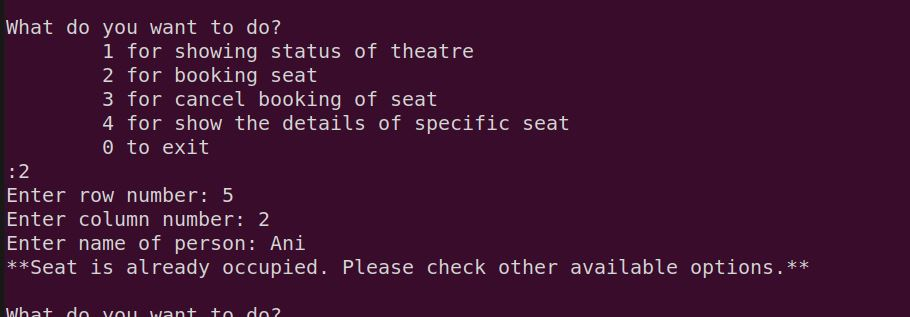 What do you want to do?
1 for showing status of theatre
2 for booking seat
3 for cancel booking of seat
4 for show the details of specific seat
0 to exit
:2
Enter row number: 5
Enter column number: 2
Enter name of person: Ani
**Seat is already occupied. Please check other available options.**
What do you want to do?